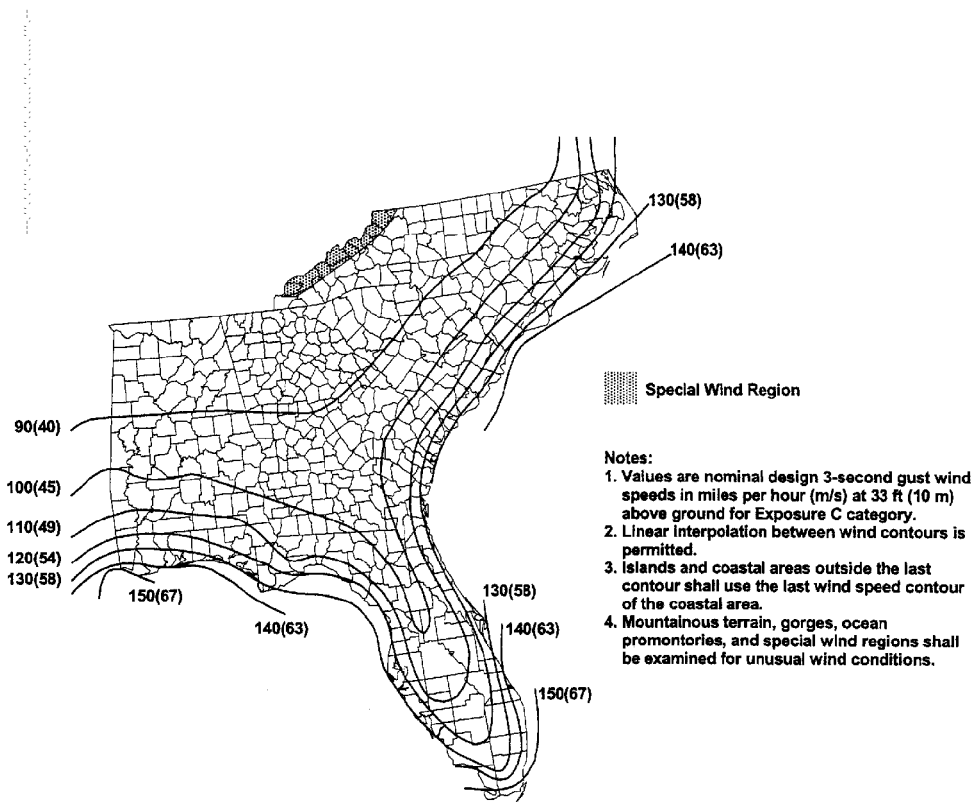 130(58)
140(63)
Special Wind Region
90(40)
100(45)
110(49)
120(54)
130(58)
150(67)
140(63)
130(58)
140(63)
150(67)
Notes:
1. Values are nominal design 3-second gust wind
speeds in miles per hour (m/s) at 33 ft (10 m)
above ground for Exposure C category.
2. Linear interpolation between wind contours is
permitted.
3. Islands and coastal areas outside the last
contour shall use the last wind speed contour
of the coastal area.
4. Mountainous terrain, gorges, ocean
promontories, and special wind regions shall
be examined for unusual wind conditions.